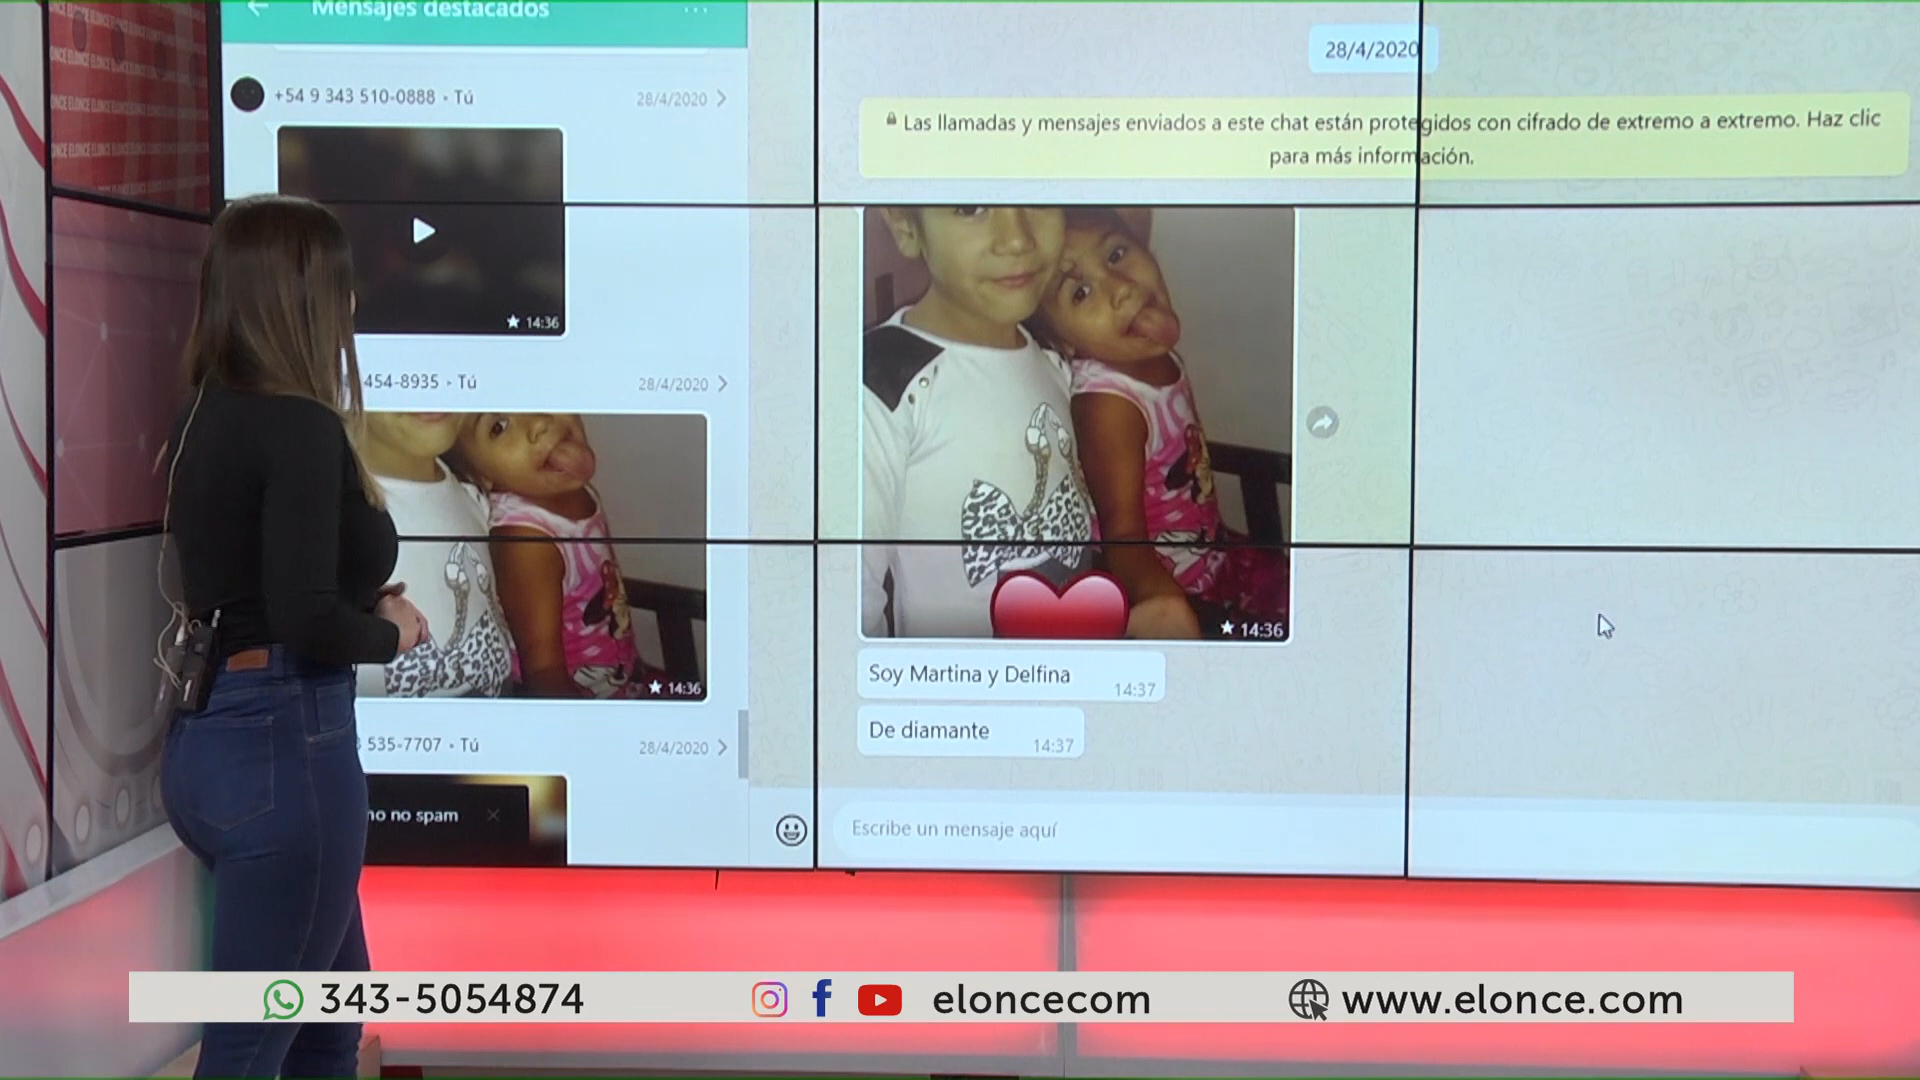 Mensajes destacados
+54 9 343 510-0888 • Tú
28/4/2020
14:36
454-8935 • Tú
28/4/2020
14:36
535-7707 • Tú
28/4/2020
no spam
28/4/2020
Las llamadas y mensajes enviados a este chat están protegidos con cifrado de extremo a extremo. Haz clic
para más información.
14:36
Soy Martina y Delfina
14:37
De diamante
14:37
Escribe un mensaje aquí
343-5054874
eloncecom
www.elonce.com